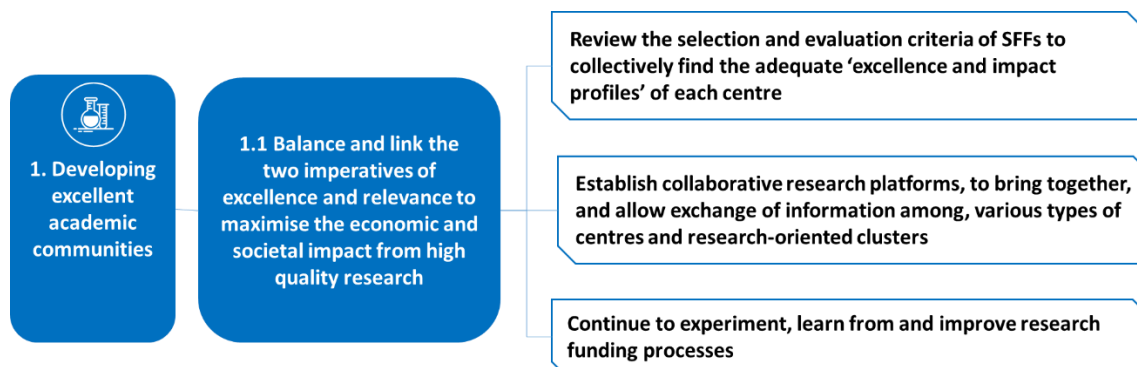 1. Developing
excellent
academic
communities
1.1 Balance and link the
two imperatives of
excellence and relevance to
maximise the economic and
societal impact from high
quality research
Review the selection and evaluation criteria of SFFs to
collectively find the adequate ‘excellence and impact
profiles’ of each centre
Establish collaborative research platforms, to bring together,
and allow exchange of information among, various types of
centres and research-oriented clusters
Continue to experiment, learn from and improve research
funding processes